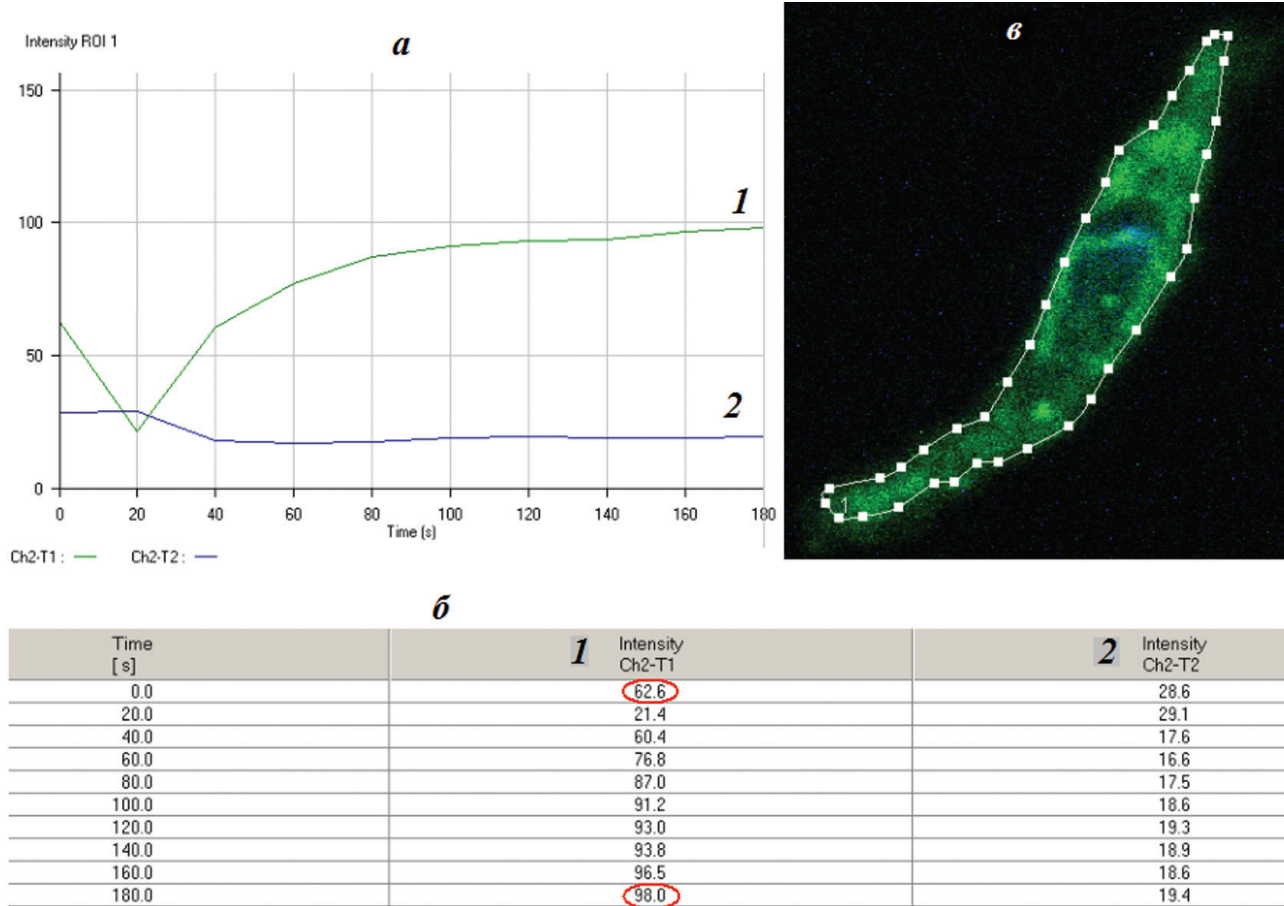 Intensity ROI 1
а
150
100
50
0
1
2
0 20 40 60 80 100 120 140 160 180
Time (s)
Ch2-T1 : Ch2-T2 :
в
1
б
Time [ s] 1 Intensity Ch2-T1 2 Intensity Ch2-T2
0.0 62.6 28.6
20.0 21.4 29.1
40.0 60.4 17.6
60.0 76.8 16.6
80.0 87.0 17.5
100.0 91.2 18.6
120.0 93.0 19.3
140.0 93.8 18.9
160.0 96.5 18.6
180.0 98.0 19.4